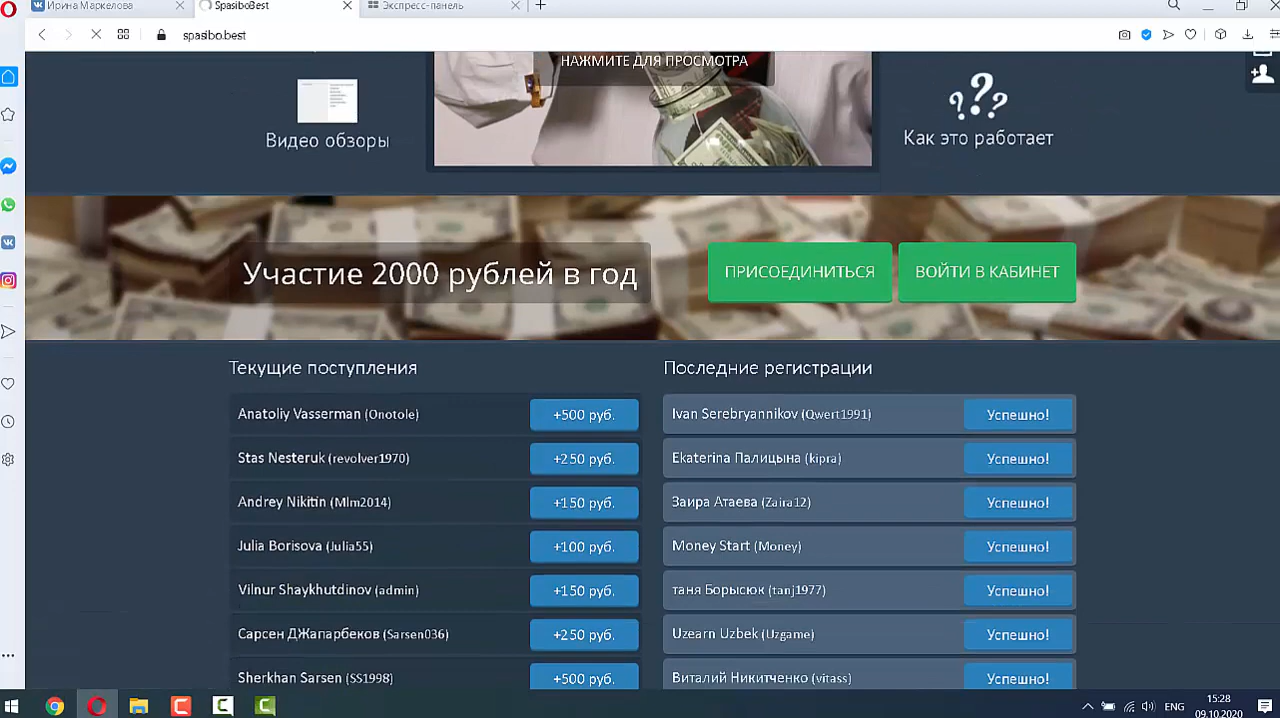 Ирина Маркелова
SpasiboBest
Экспресс-панель
spasibo.best
НАЖМИТЕ ДЛЯ ПРОСМОТРА
Видео обзоры
???
Как это работает
Участие 2000 рублей в год
ПРИСОЕДИНИТЬСЯ
ВОЙТИ В КАБИНЕТ
Текущие поступления
Anatoliy Vasserman (Onotole) +500 руб.
Stas Nesteruk (revolver1970) +250 руб.
Andrey Nikitin (Mlm2014) +150 руб.
Julia Borisova (Julia55) +100 руб.
Vilnur Shaykhutdinov (admin) +150 руб.
Сарсен ДЖапарбеков (Sarsen036) +250 руб.
Sherkhan Sarsen (SS1998) +500 руб.
Последние регистрации
Ivan Serebryannikov (Qwert1991) Успешно!
Ekaterina Палицына (kipra) Успешно!
Заира Атаева (Zaira12) Успешно!
Money Start (Money) Успешно!
таня Борысюк (tanj1977) Успешно!
Uzearn Uzbek (Uzgame) Успешно!
Виталий Никитченко (vitass) Успешно!
ENG
15:28
09.10.2020